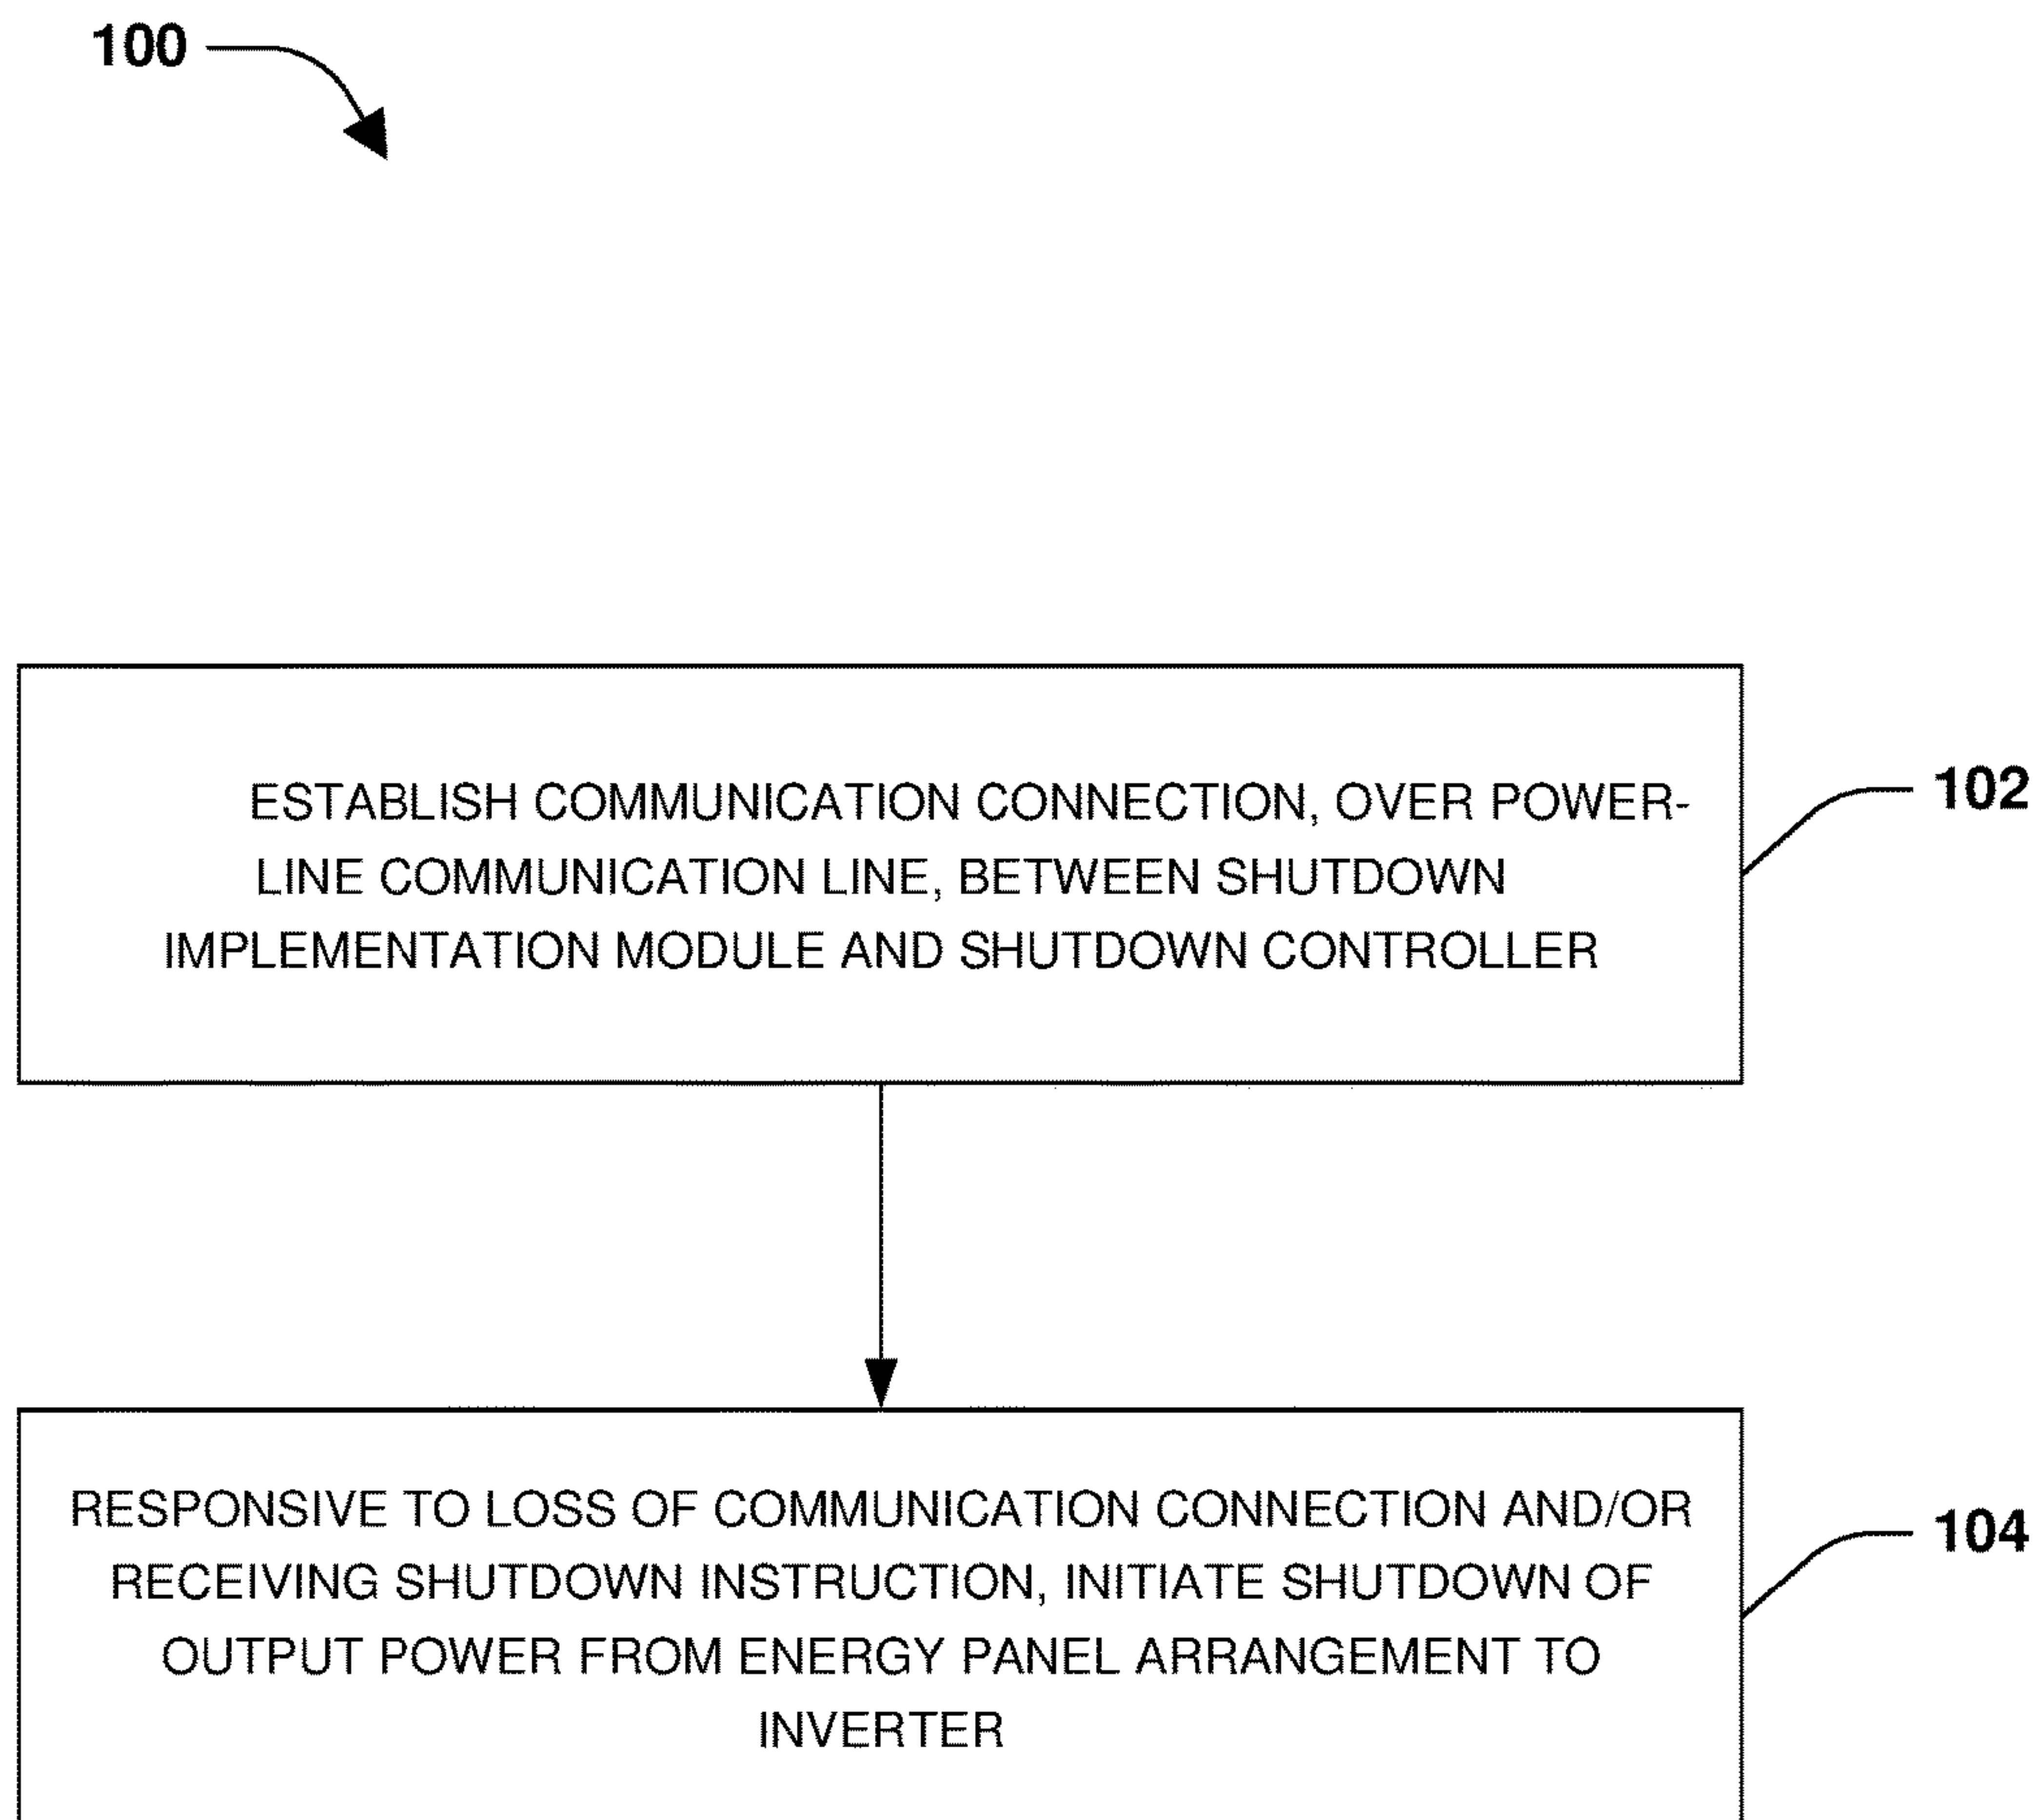 100
ESTABLISH COMMUNICATION CONNECTION, OVER POWER-
LINE COMMUNICATION LINE, BETWEEN SHUTDOWN
IMPLEMENTATION MODULE AND SHUTDOWN CONTROLLER
102
RESPONSIVE TO LOSS OF COMMUNICATION CONNECTION AND/OR
RECEIVING SHUTDOWN INSTRUCTION, INITIATE SHUTDOWN OF
OUTPUT POWER FROM ENERGY PANEL ARRANGEMENT TO
INVERTER
104